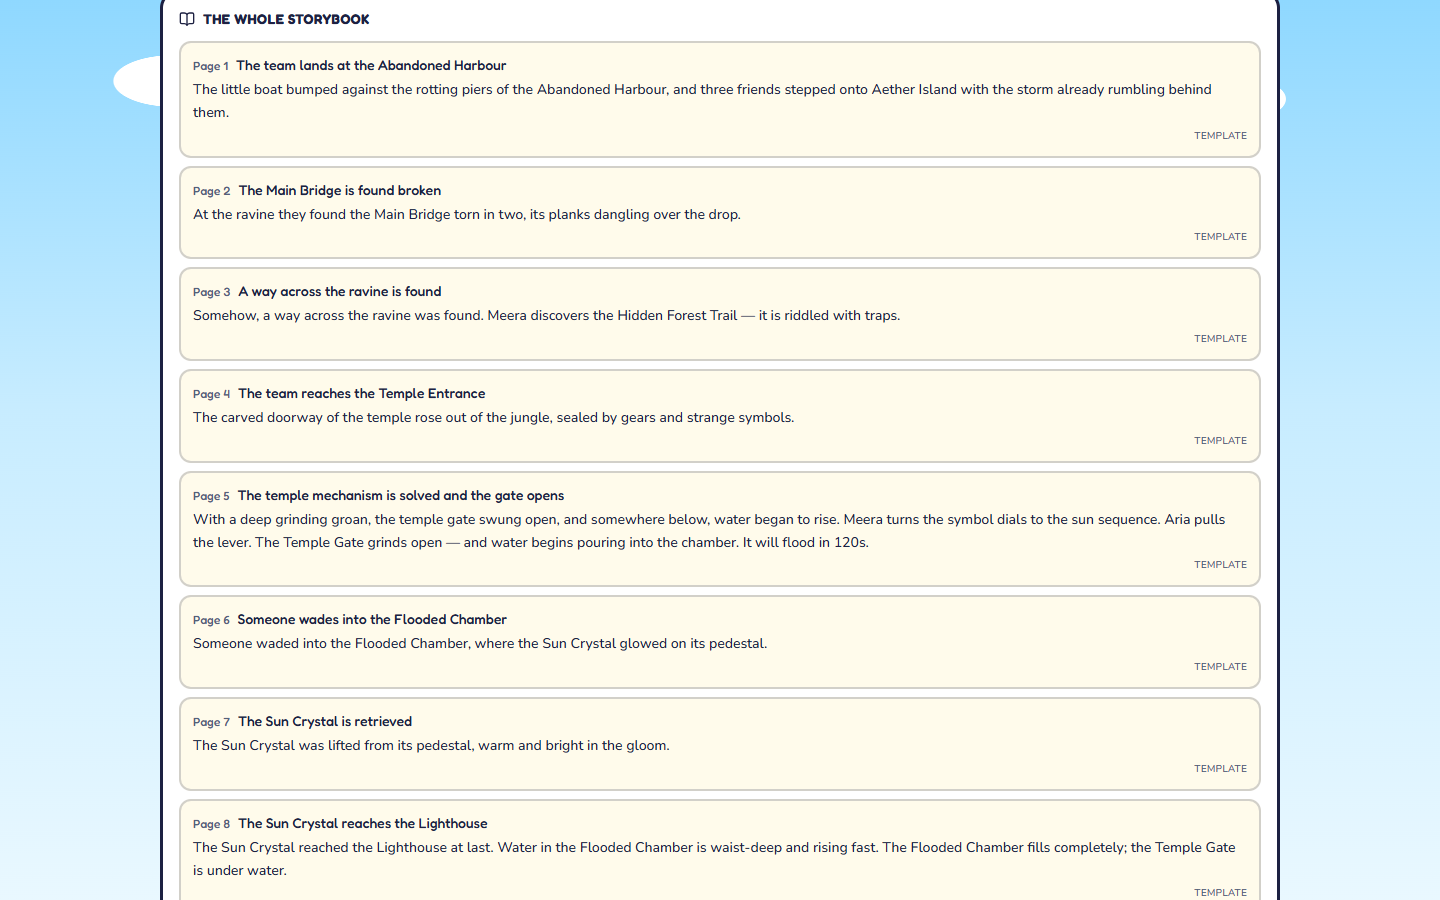 THE WHOLE STORYBOOK
Page 1 The team lands at the Abandoned Harbour
The little boat bumped against the rotting piers of the Abandoned Harbour, and three friends stepped onto Aether Island with the storm already rumbling behind
them.
TEMPLATE
Page 2 The Main Bridge is found broken
At the ravine they found the Main Bridge torn in two, its planks dangling over the drop.
TEMPLATE
Page 3 A way across the ravine is found
Somehow, a way across the ravine was found. Meera discovers the Hidden Forest Trail — it is riddled with traps.
TEMPLATE
Page 4 The team reaches the Temple Entrance
The carved doorway of the temple rose out of the jungle, sealed by gears and strange symbols.
TEMPLATE
Page 5 The temple mechanism is solved and the gate opens
With a deep grinding groan, the temple gate swung open, and somewhere below, water began to rise. Meera turns the symbol dials to the sun sequence. Aria pulls
the lever. The Temple Gate grinds open — and water begins pouring into the chamber. It will flood in 120s.
TEMPLATE
Page 6 Someone wades into the Flooded Chamber
Someone waded into the Flooded Chamber, where the Sun Crystal glowed on its pedestal.
TEMPLATE
Page 7 The Sun Crystal is retrieved
The Sun Crystal was lifted from its pedestal, warm and bright in the gloom.
TEMPLATE
Page 8 The Sun Crystal reaches the Lighthouse
The Sun Crystal reached the Lighthouse at last. Water in the Flooded Chamber is waist-deep and rising fast. The Flooded Chamber fills completely; the Temple Gate
is under water.
TEMPLATE